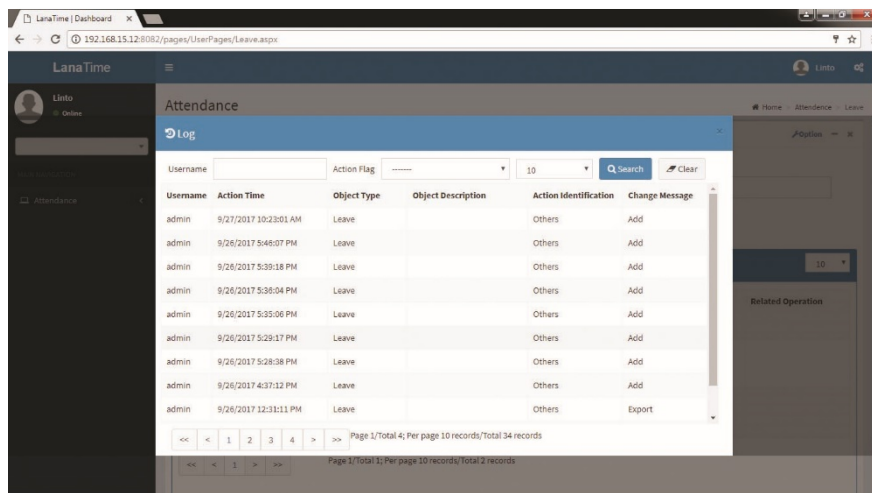 LanaTime | Dashboard
192.168.15.12:8082/pages/UserPages/Leave.aspx
LanaTime
Linto
Linto
Online
Attendance
Home > Attendence > Leave
Log
Option
Username
Action Flag -------
10
Search
Clear
Username Action Time Object Type Object Description Action Identification Change Message
admin 9/27/2017 10:23:01 AM Leave Others Add
admin 9/26/2017 5:46:07 PM Leave Others Add
admin 9/26/2017 5:39:18 PM Leave Others Add
admin 9/26/2017 5:36:04 PM Leave Others Add
admin 9/26/2017 5:35:06 PM Leave Others Add
admin 9/26/2017 5:29:17 PM Leave Others Add
admin 9/26/2017 5:28:38 PM Leave Others Add
admin 9/26/2017 4:37:12 PM Leave Others Add
admin 9/26/2017 12:31:11 PM Leave Others Export
Attendance
10
Related Operation
<< < 1 2 3 4 > >> Page 1/Total 4; Per page 10 records/Total 34 records
<< < 1 > >> Page 1/Total 1; Per page 10 records/Total 2 records